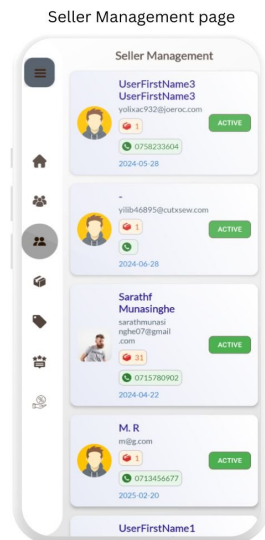 Seller Management page
Seller Management
UserFirstName3
UserFirstName3
yolixac932@joeroc.com
1
ACTIVE
0758233604
2024-05-28
-
yilib46895@cutxsew.com
1
ACTIVE
2024-06-28
Sarathf
Munasinghe
sarathmunasi
nghe07@gmail
.com
31
ACTIVE
0715780902
2024-04-22
M. R
m@g.com
1
ACTIVE
0713456677
2025-02-20
UserFirstName1